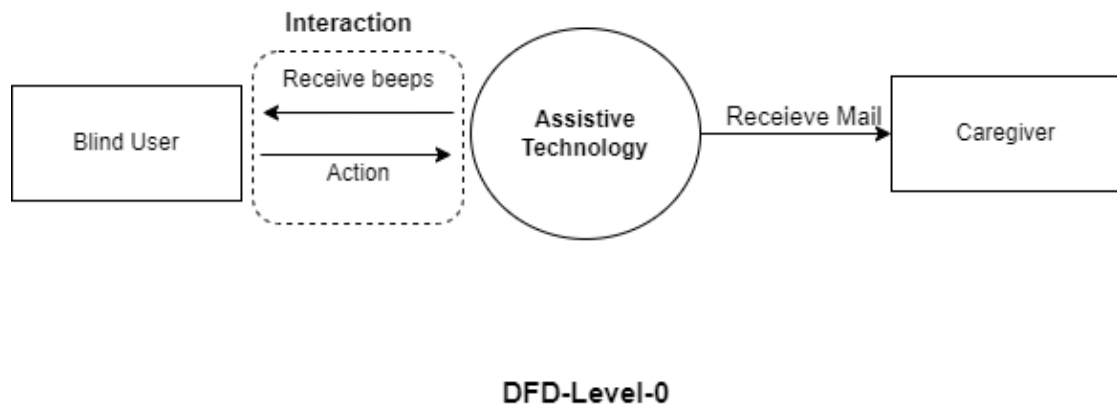 Interaction
Receive beeps
Blind User
Action
Assistive
Technology
Receieve Mail
Caregiver
DFD-Level-0